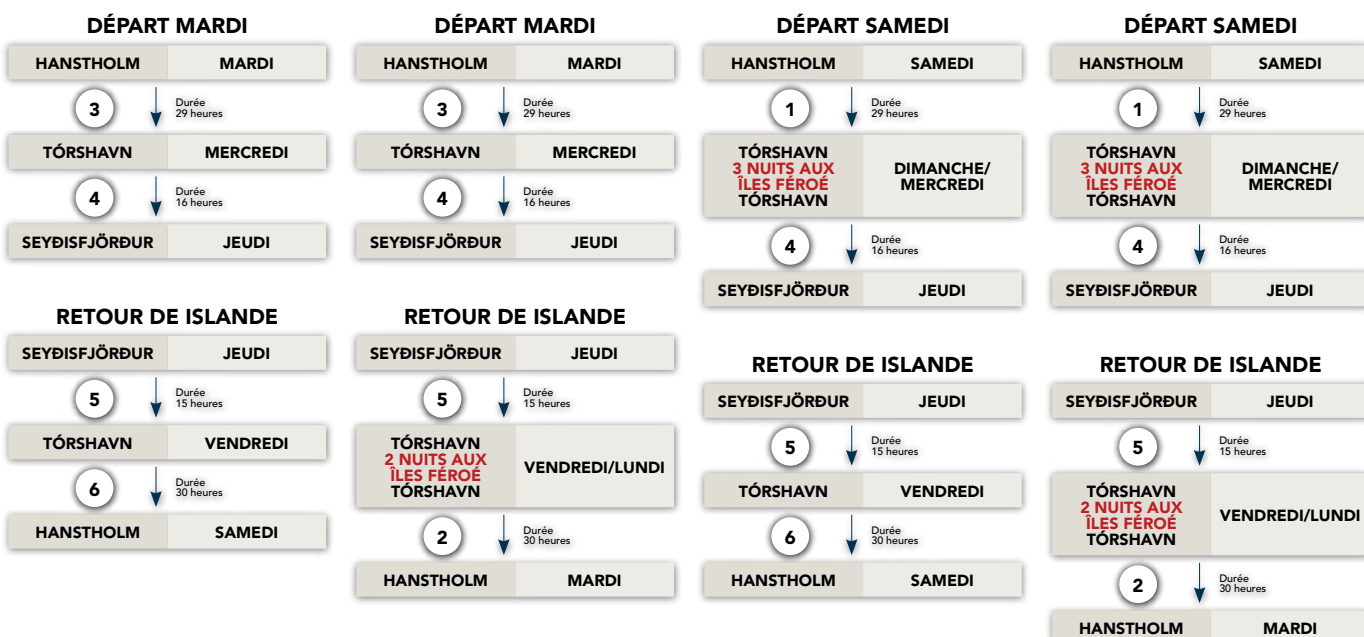 DÉPART MARDI
HANSTHOLM MARDI
3 Durée
29 heures
TÓRSHAVN MERCREDI
4 Durée
16 heures
SEYÐISFJÖRÐUR JEUDI
RETOUR DE ISLANDE
SEYÐISFJÖRÐUR JEUDI
5 Durée
15 heures
TÓRSHAVN VENDREDI
6 Durée
30 heures
HANSTHOLM SAMEDI
DÉPART MARDI
HANSTHOLM MARDI
3 Durée
29 heures
TÓRSHAVN MERCREDI
4 Durée
16 heures
SEYÐISFJÖRÐUR JEUDI
RETOUR DE ISLANDE
SEYÐISFJÖRÐUR JEUDI
5 Durée
15 heures
TÓRSHAVN
2 NUITS AUX
ÎLES FÉROÉ
TÓRSHAVN
VENDREDI/LUNDI
2 Durée
30 heures
HANSTHOLM MARDI
DÉPART SAMEDI
HANSTHOLM SAMEDI
1 Durée
29 heures
TÓRSHAVN
3 NUITS AUX
ÎLES FÉROÉ
TÓRSHAVN
DIMANCHE/
MERCREDI
4 Durée
16 heures
SEYÐISFJÖRÐUR JEUDI
RETOUR DE ISLANDE
SEYÐISFJÖRÐUR JEUDI
5 Durée
15 heures
TÓRSHAVN VENDREDI
6 Durée
30 heures
HANSTHOLM SAMEDI
DÉPART SAMEDI
HANSTHOLM SAMEDI
1 Durée
29 heures
TÓRSHAVN
3 NUITS AUX
ÎLES FÉROÉ
TÓRSHAVN
DIMANCHE/
MERCREDI
4 Durée
16 heures
SEYÐISFJÖRÐUR JEUDI
RETOUR DE ISLANDE
SEYÐISFJÖRÐUR JEUDI
5 Durée
15 heures
TÓRSHAVN
2 NUITS AUX
ÎLES FÉROÉ
TÓRSHAVN
VENDREDI/LUNDI
2 Durée
30 heures
HANSTHOLM MARDI